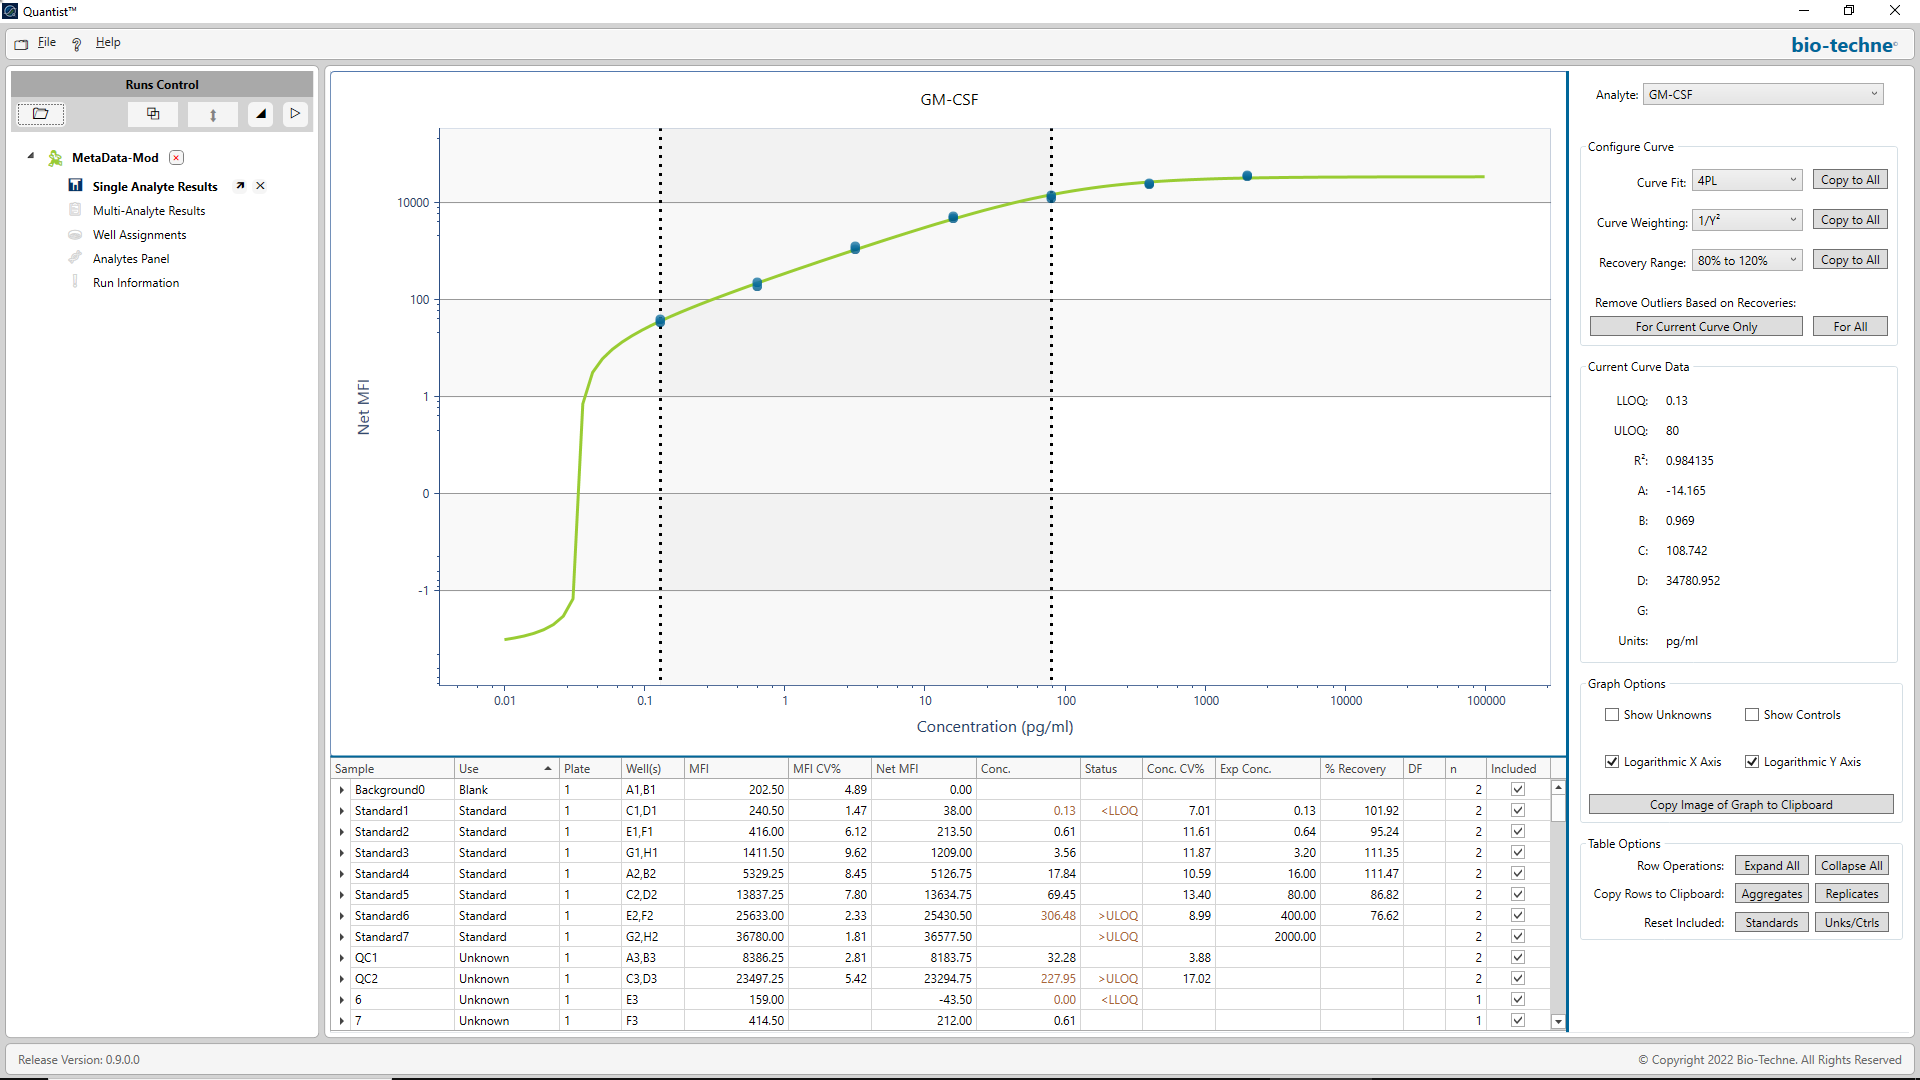 Quantist™
File Help
bio-techne
Runs Control
MetaData-Mod
Single Analyte Results
Multi-Analyte Results
Well Assignments
Analytes Panel
Run Information
GM-CSF
Net MFI
10000
100
1
0
-1
0.01 0.1 1 10 100 1000 10000 100000
Concentration (pg/ml)
Sample Use Plate Well(s) MFI MFI CV% Net MFI Conc. Status Conc. CV% Exp Conc. % Recovery DF n Included
Background0 Blank 1 A1,B1 202.50 4.89 0.00 2
Standard1 Standard 1 C1,D1 240.50 1.47 38.00 0.13 <LLOQ 7.01 0.13 101.92 2
Standard2 Standard 1 E1,F1 416.00 6.12 213.50 0.61 11.61 0.64 95.24 2
Standard3 Standard 1 G1,H1 1411.50 9.62 1209.00 3.56 11.87 3.20 111.35 2
Standard4 Standard 1 A2,B2 5329.25 8.45 5126.75 17.84 10.59 16.00 111.47 2
Standard5 Standard 1 C2,D2 13837.25 7.80 13634.75 69.45 13.40 80.00 86.82 2
Standard6 Standard 1 E2,F2 25633.00 2.33 25430.50 306.48 >ULOQ 8.99 400.00 76.62 2
Standard7 Standard 1 G2,H2 36780.00 1.81 36577.50 >ULOQ 2000.00 2
QC1 Unknown 1 A3,B3 8386.25 2.81 8183.75 32.28 3.88 2
QC2 Unknown 1 C3,D3 23497.25 5.42 23294.75 227.95 >ULOQ 17.02 2
6 Unknown 1 E3 159.00 -43.50 0.00 <LLOQ 1
7 Unknown 1 F3 414.50 212.00 0.61 1
Analyte: GM-CSF
Configure Curve
Curve Fit: 4PL Copy to All
Curve Weighting: 1/Y² Copy to All
Recovery Range: 80% to 120% Copy to All
Remove Outliers Based on Recoveries:
For Current Curve Only For All
Current Curve Data
LLOQ: 0.13
ULOQ: 80
R²: 0.984135
A: -14.165
B: 0.969
C: 108.742
D: 34780.952
G:
Units: pg/ml
Graph Options
Show Unknowns Show Controls
Logarithmic X Axis Logarithmic Y Axis
Copy Image of Graph to Clipboard
Table Options
Row Operations: Expand All Collapse All
Copy Rows to Clipboard: Aggregates Replicates
Reset Included: Standards Unks/Ctrls
Release Version: 0.9.0.0
© Copyright 2022 Bio-Techne. All Rights Reserved